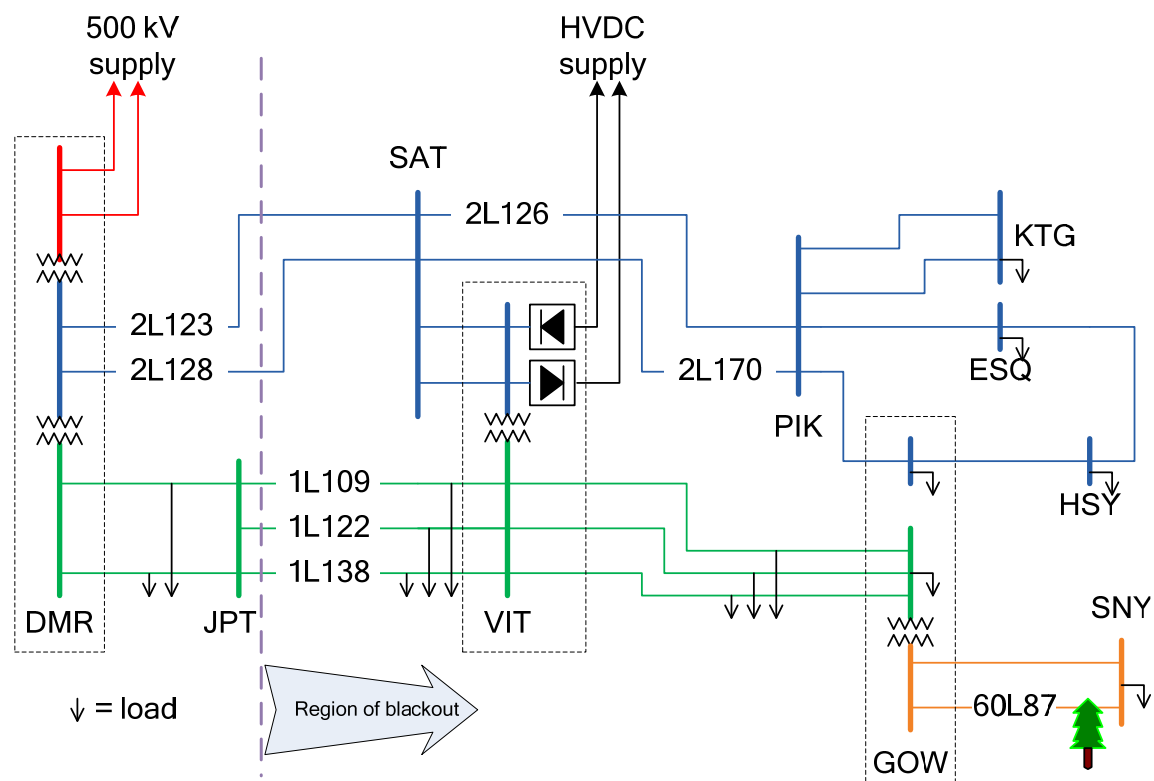 500 kV
supply
HVDC
supply
SAT
2L126
KTG
2L123
2L128
2L170
ESQ
PIK
1L109
HSY
1L122
1L138
DMR
JPT
VIT
SNY
= load
Region of blackout
60L87
GOW